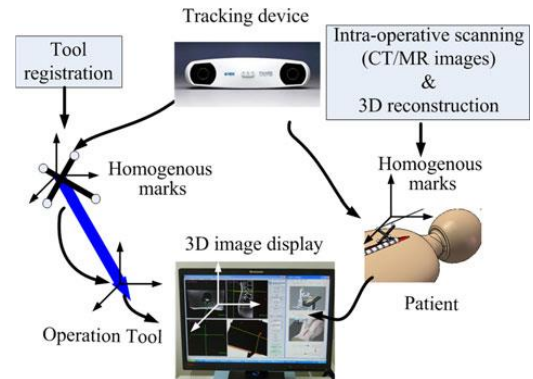 Tracking device
Tool
registration
Intra-operative scanning
(CT/MR images)
&
3D reconstruction
Homogenous
marks
Homogenous
marks
3D image display
Operation Tool
Patient